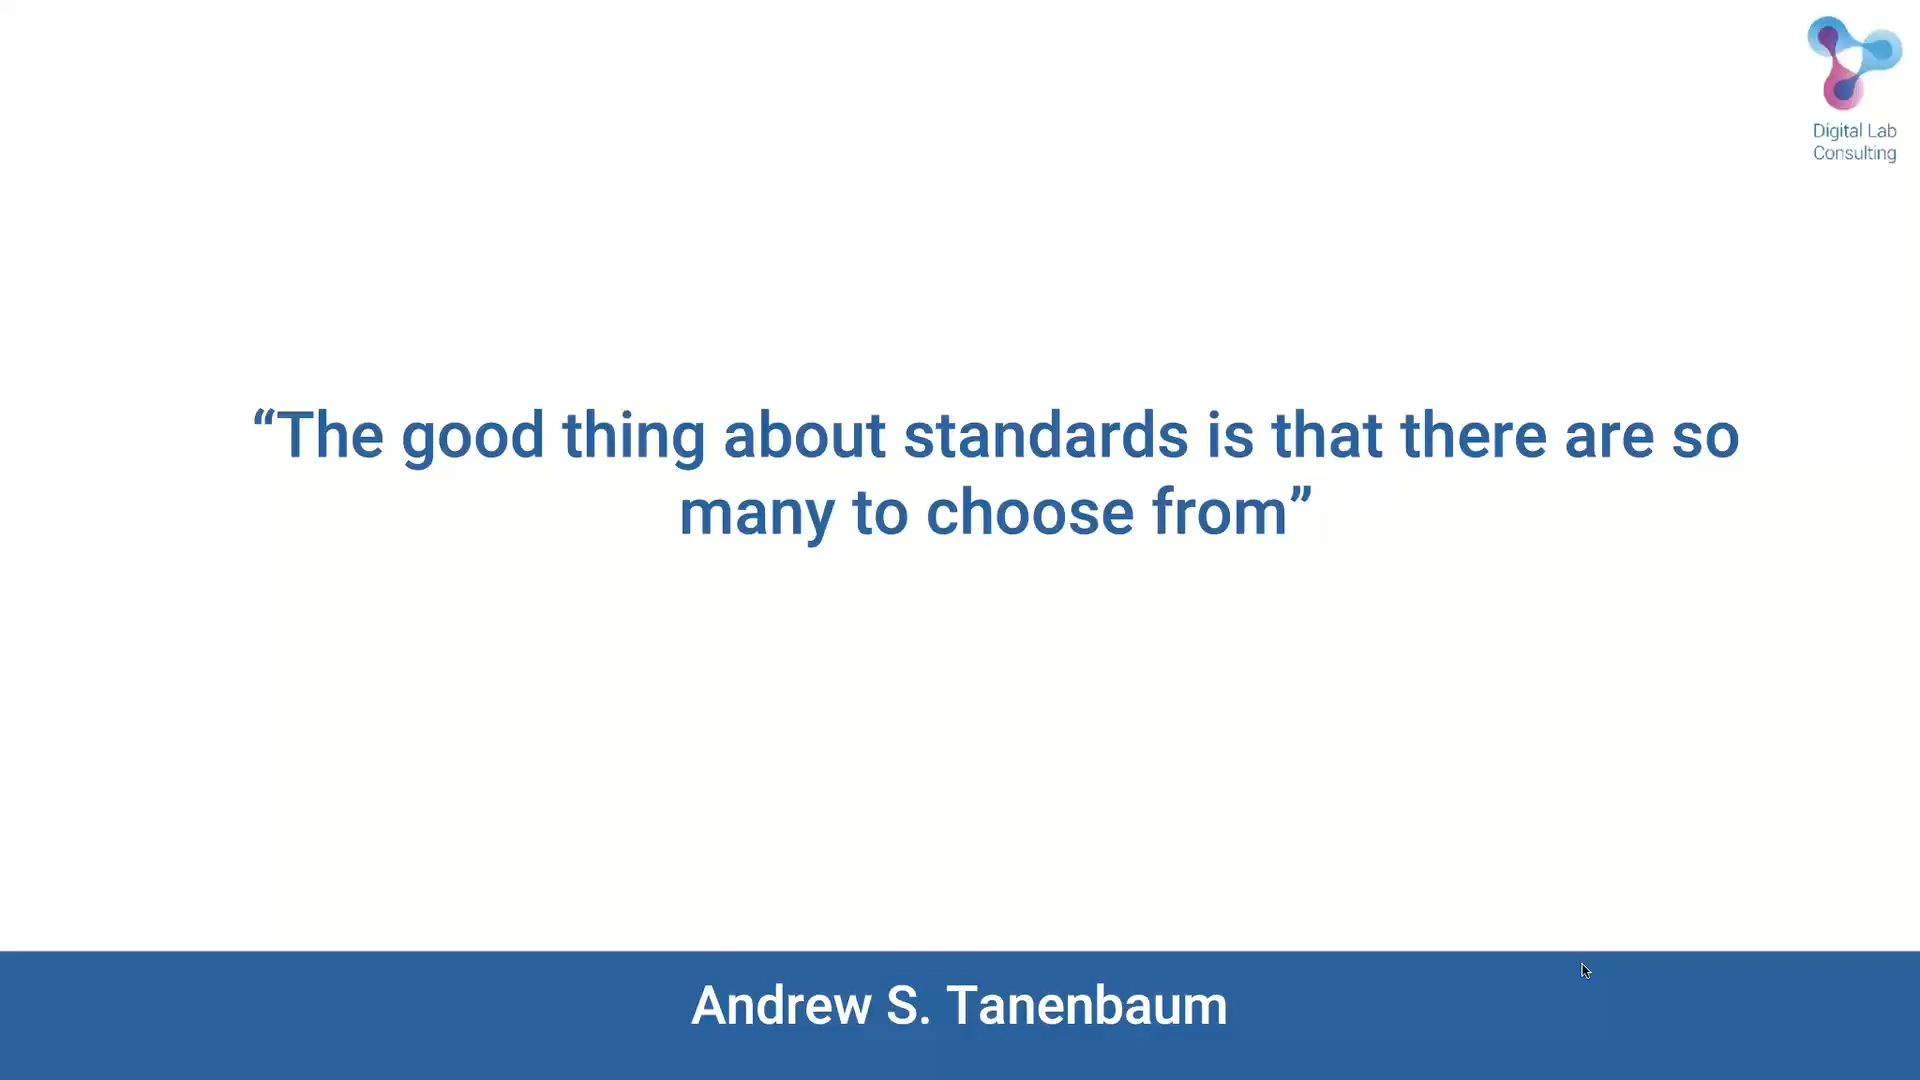 Digital Lab
Consulting
“The good thing about standards is that there are so
many to choose from”
Andrew S. Tanenbaum